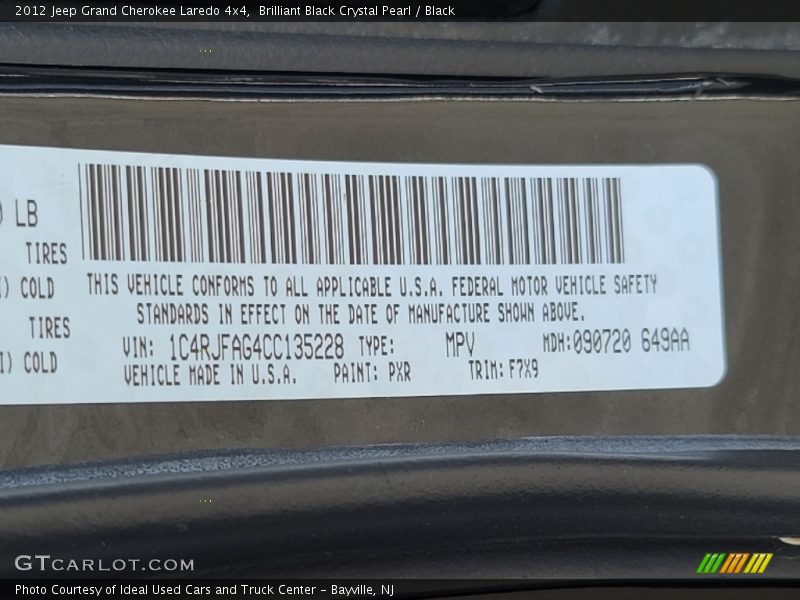 2012 Jeep Grand Cherokee Laredo 4x4, Brilliant Black Crystal Pearl / Black
LB
TIRES
COLD
TIRES
COLD
THIS VEHICLE CONFORMS TO ALL APPLICABLE U.S.A. FEDERAL MOTOR VEHICLE SAFETY
STANDARDS IN EFFECT ON THE DATE OF MANUFACTURE SHOWN ABOVE.
VIN: 1C4RJFAG4CC135228 TYPE: MPV MDH:090720 649AA
VEHICLE MADE IN U.S.A. PAINT: PXR TRIM: F7X9
GTCARLOT.COM
Photo Courtesy of Ideal Used Cars and Truck Center - Bayville, NJ